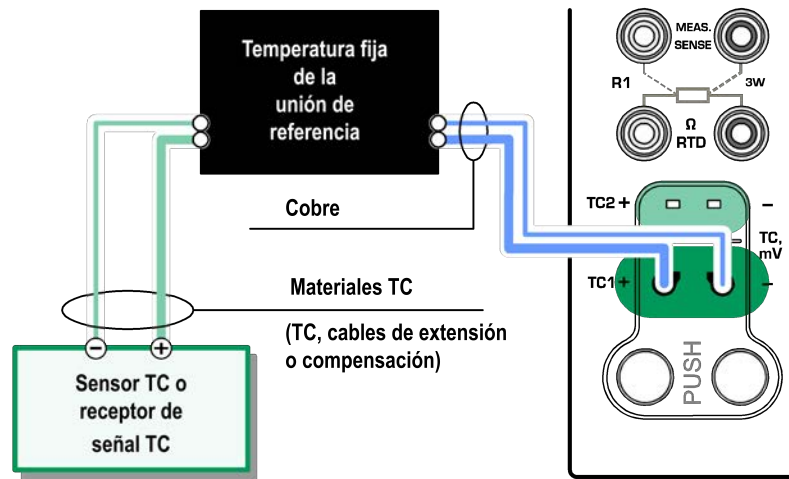 Temperatura fija
de la
unión de
referencia
Cobre
Materiales TC
(TC, cables de extensión
o compensación)
Sensor TC o
receptor de
señal TC
− +
MEAS.
SENSE
R1
3W
Ω
RTD
TC2 + −
TC,
mV
TC1 + −
PUSH